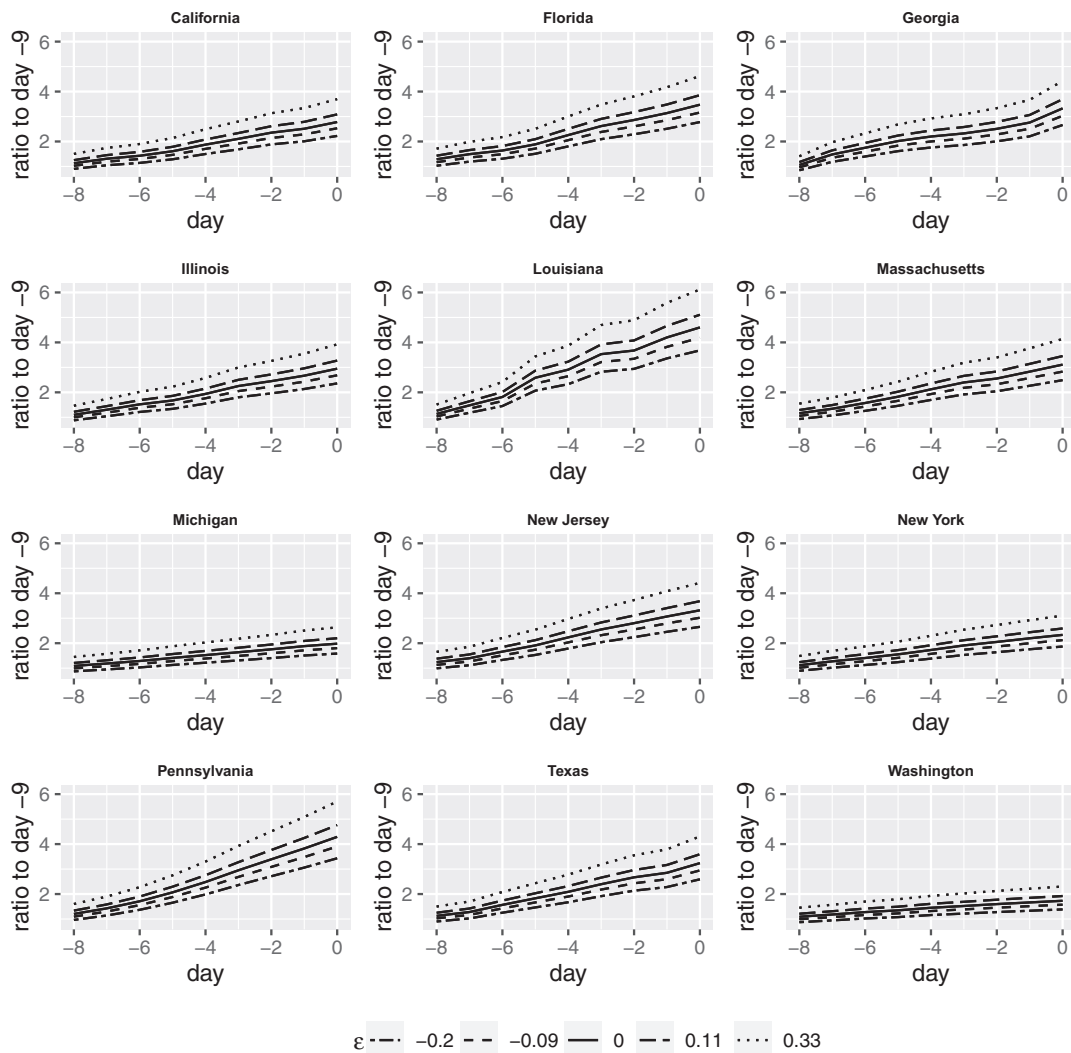 California Florida Georgia
ratio to day −9 ratio to day −9 ratio to day −9
6 6 6
4 4 4
2 2 2
−8 −6 −4 −2 0 −8 −6 −4 −2 0 −8 −6 −4 −2 0
day day day
Illinois Louisiana Massachusetts
ratio to day −9 ratio to day −9 ratio to day −9
6 6 6
4 4 4
2 2 2
−8 −6 −4 −2 0 −8 −6 −4 −2 0 −8 −6 −4 −2 0
day day day
Michigan New Jersey New York
ratio to day −9 ratio to day −9 ratio to day −9
6 6 6
4 4 4
2 2 2
−8 −6 −4 −2 0 −8 −6 −4 −2 0 −8 −6 −4 −2 0
day day day
Pennsylvania Texas Washington
ratio to day −9 ratio to day −9 ratio to day −9
6 6 6
4 4 4
2 2 2
−8 −6 −4 −2 0 −8 −6 −4 −2 0 −8 −6 −4 −2 0
day day day
ε −0.2 −0.09 0 0.11 0.33